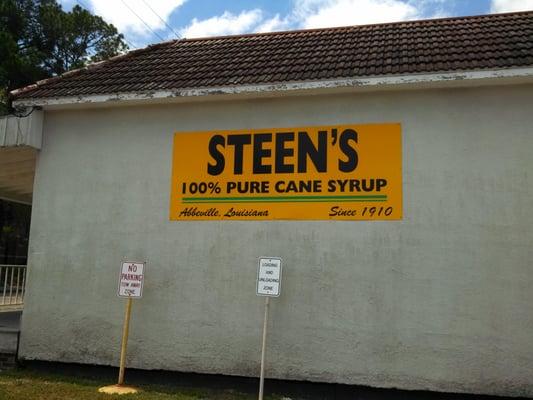 STEEN'S
100% PURE CANE SYRUP
Abbeville, Louisiana Since 1910
NO
PARKING
TOW AWAY
ZONE
LOADING
AND
UNLOADING
ZONE